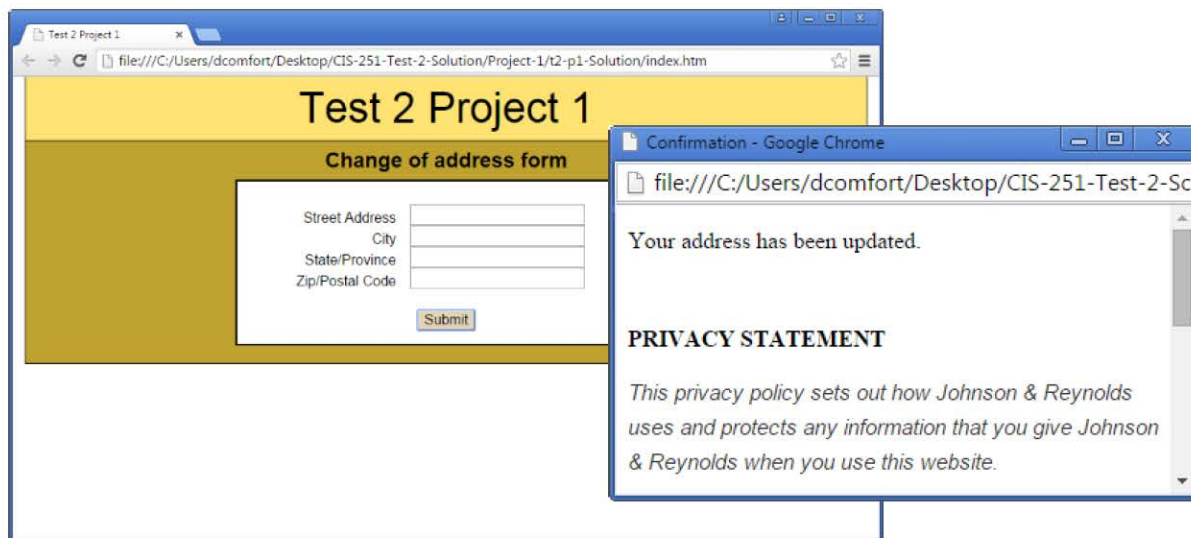 Test 2 Project 1
file:///C:/Users/dcomfort/Desktop/CIS-251-Test-2-Solution/Project-1/t2-p1-Solution/index.htm
Test 2 Project 1
Change of address form
Street Address
City
State/Province
Zip/Postal Code
Submit
Confirmation - Google Chrome
file:///C:/Users/dcomfort/Desktop/CIS-251-Test-2-Sc
Your address has been updated.
PRIVACY STATEMENT
This privacy policy sets out how Johnson & Reynolds
uses and protects any information that you give Johnson
& Reynolds when you use this website.